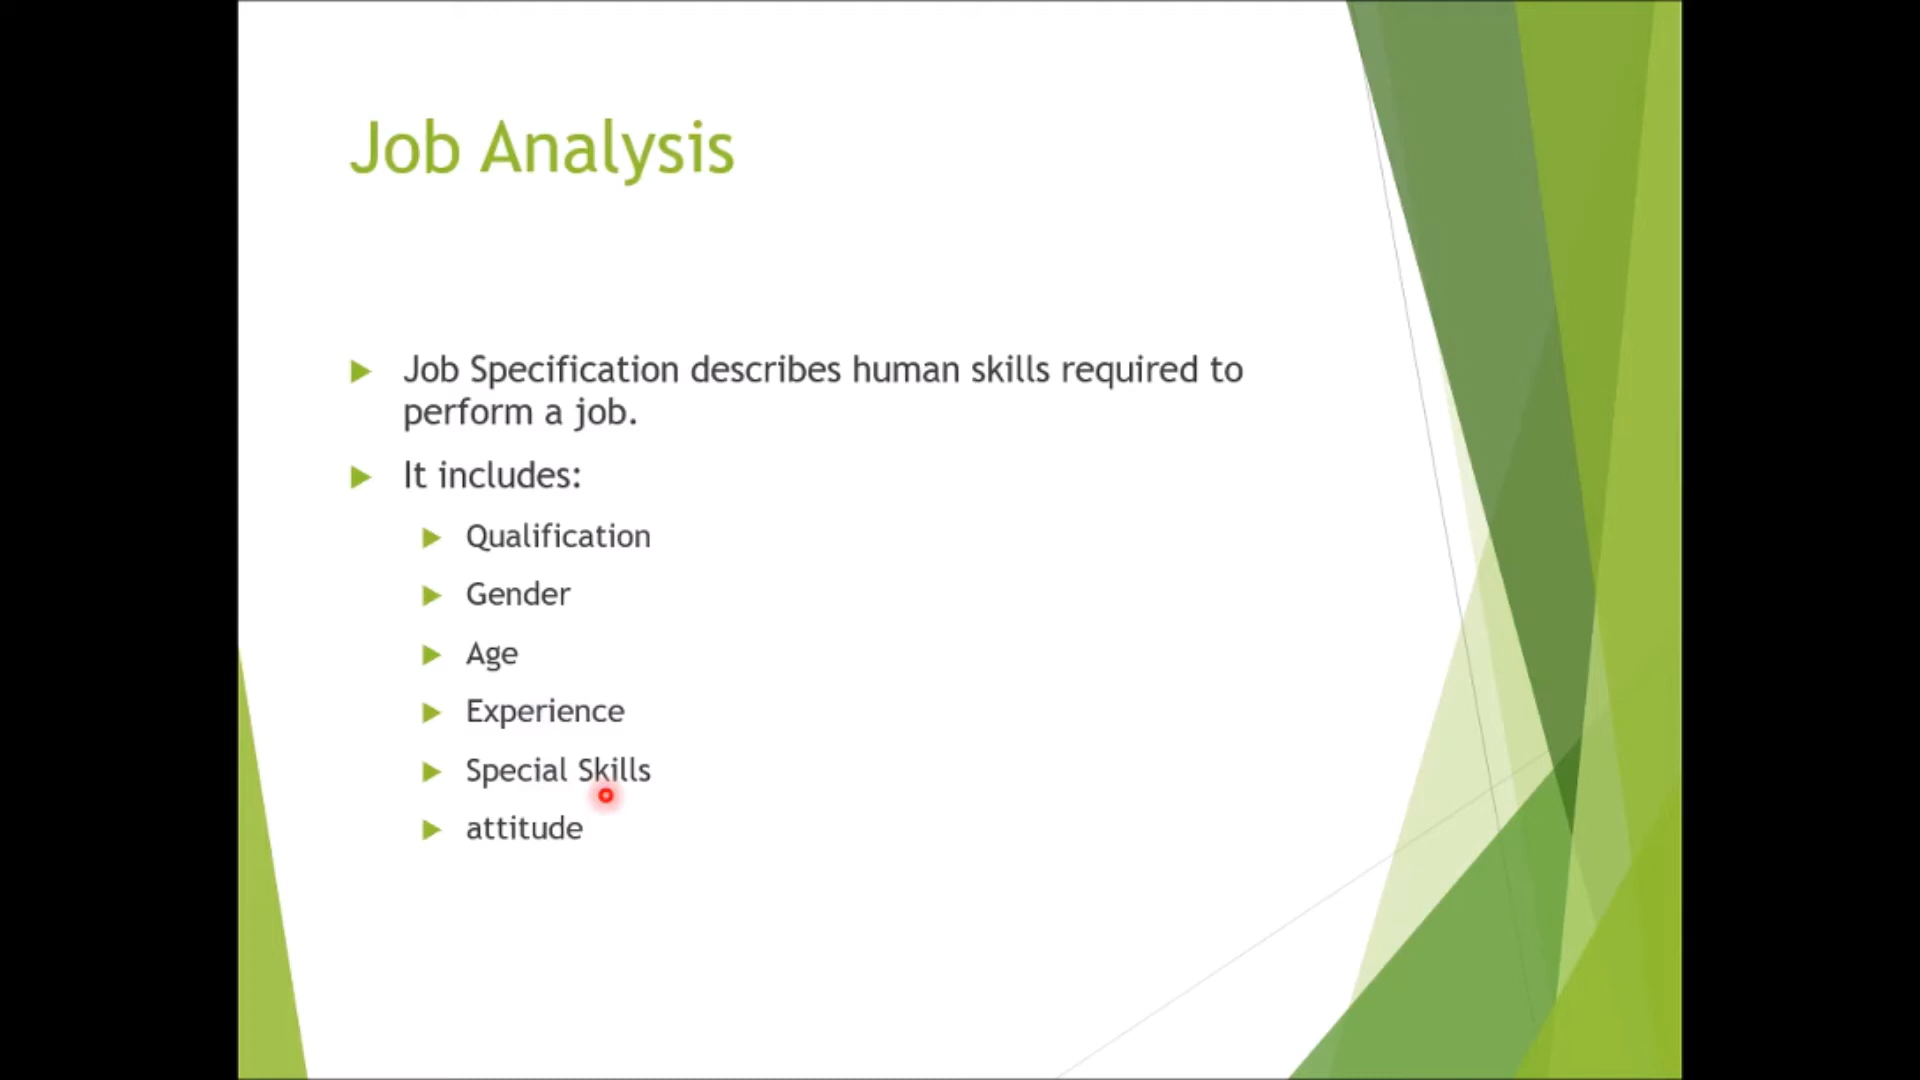 Job Analysis
Job Specification describes human skills required to
perform a job.
It includes:
Qualification
Gender
Age
Experience
Special Skills
attitude